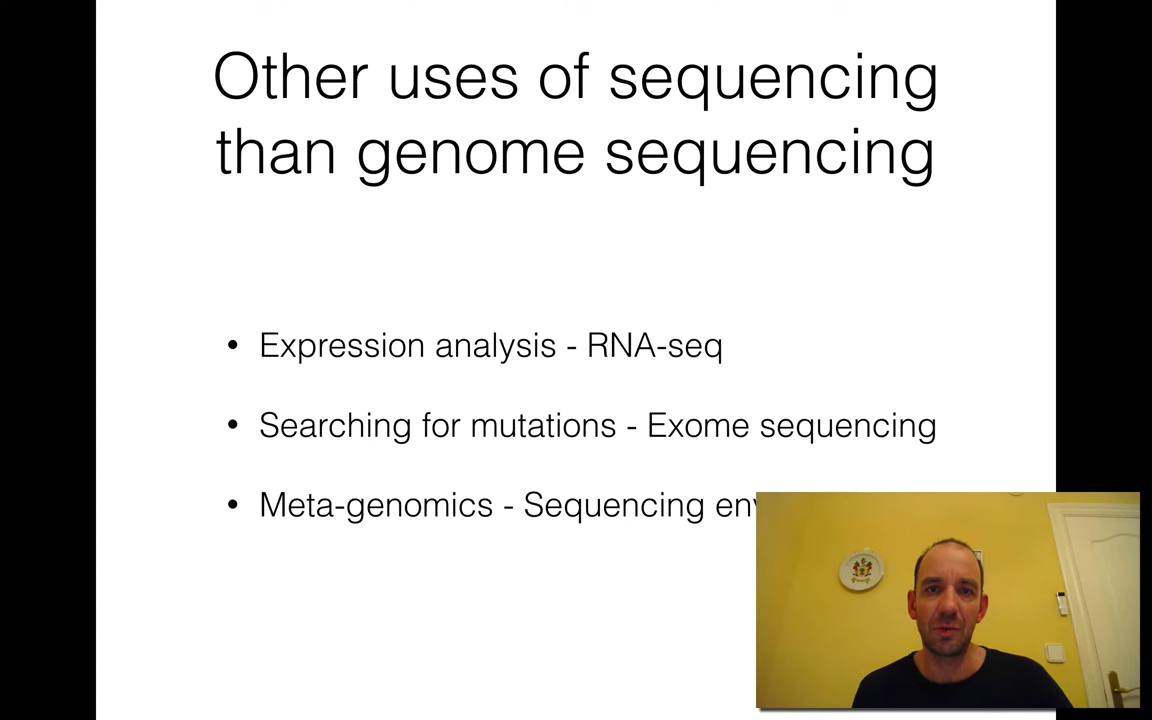 Other uses of sequencing
than genome sequencing
• Expression analysis - RNA-seq
• Searching for mutations - Exome sequencing
• Meta-genomics - Sequencing